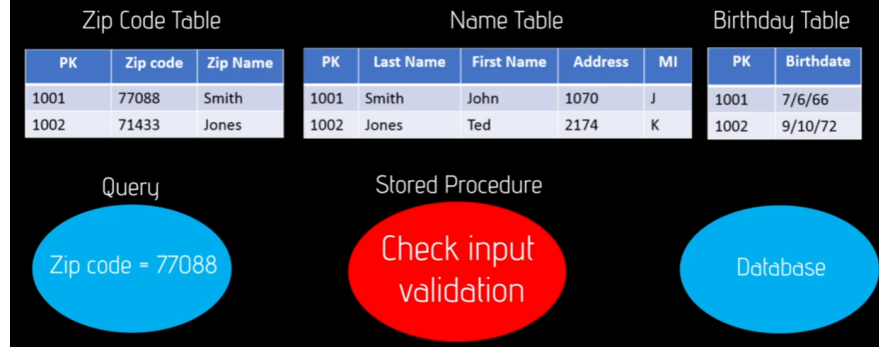 Zip Code Table
Name Table
Birthday Table
PK Zip code Zip Name
1001 77088 Smith
1002 71433 Jones
PK Last Name First Name Address MI
1001 Smith John 1070 J
1002 Jones Ted 2174 K
PK Birthdate
1001 7/6/66
1002 9/10/72
Query
Zip code = 77088
Stored Procedure
Check input
validation
Database